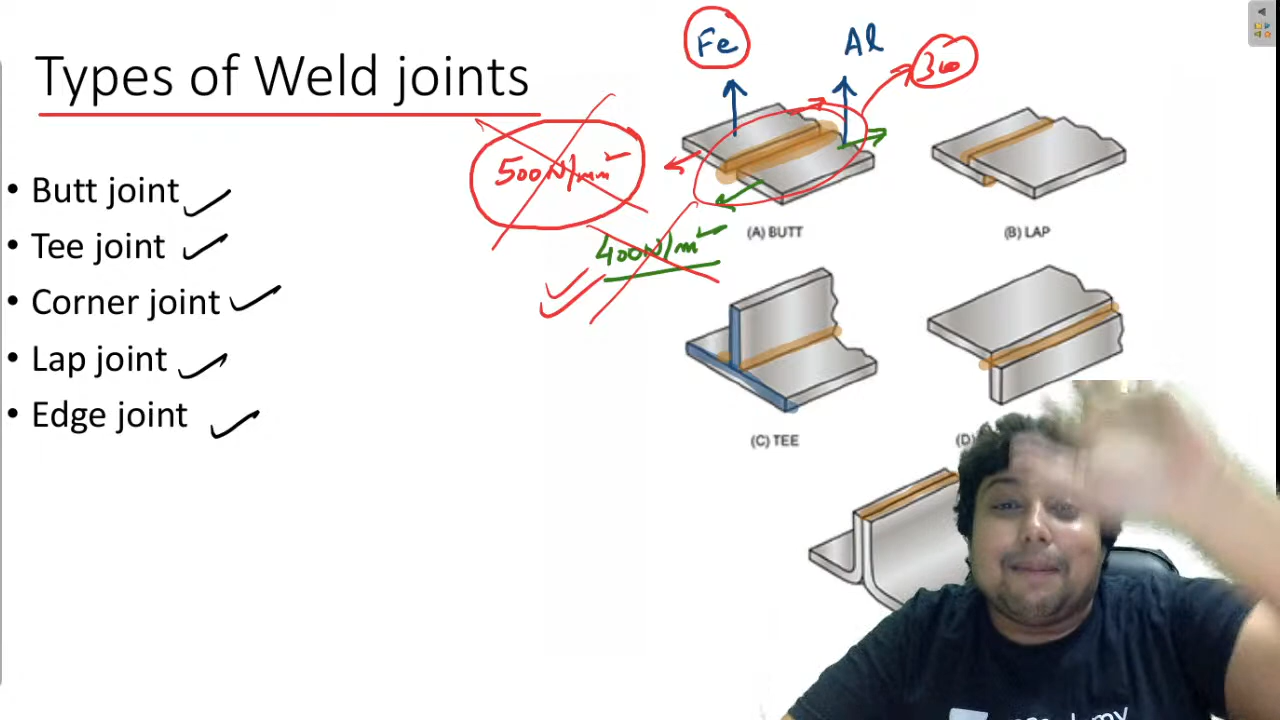 Types of Weld joints
• Butt joint
• Tee joint
• Corner joint
• Lap joint
• Edge joint
Fe
Al
500N/mm²
400N/m²
(A) BUTT
(B) LAP
(C) TEE
(D)